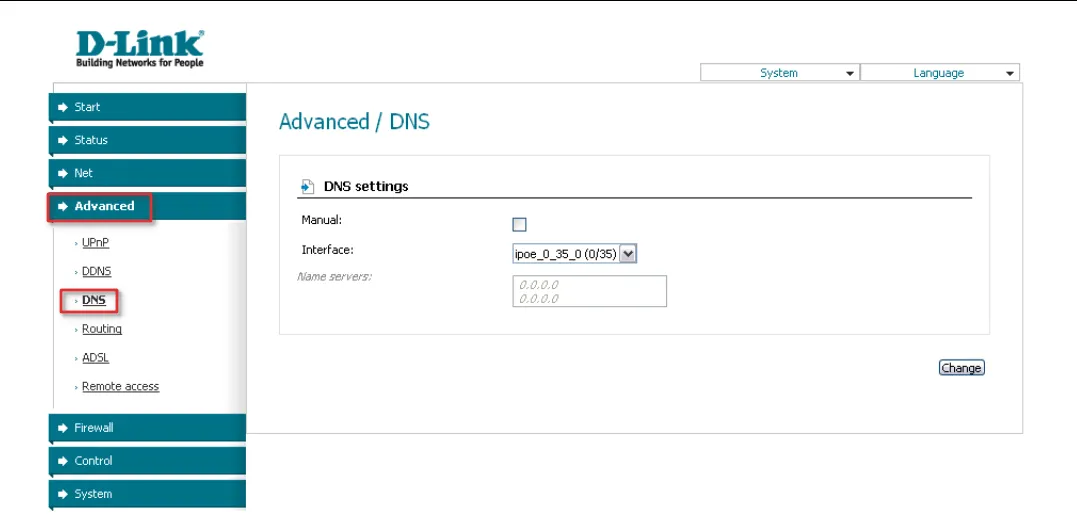 D-Link
Building Networks for People
System
Language
Start
Status
Net
Advanced
UPnP
DDNS
DNS
Routing
ADSL
Remote access
Firewall
Control
System
Advanced / DNS
DNS settings
Manual:
Interface:
ipoe_0_35_0 (0/35)
Name servers:
0.0.0.0
0.0.0.0
Change